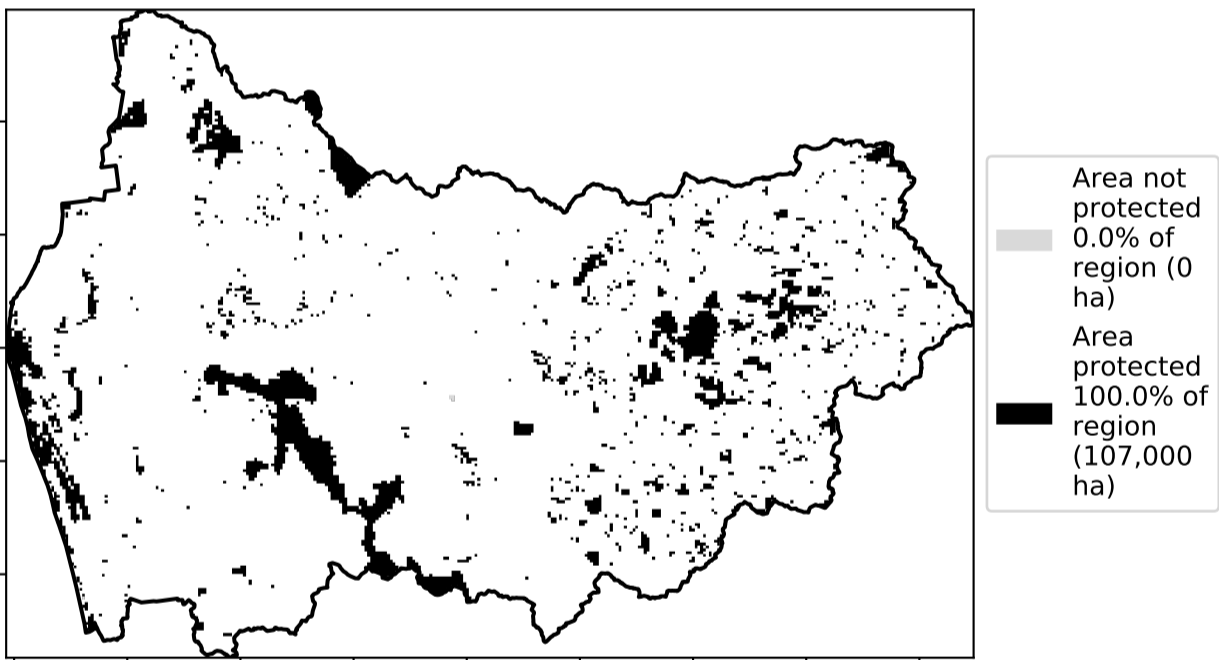 Area not
protected
0.0% of
region (0
ha)
Area
protected
100.0% of
region
(107,000
ha)